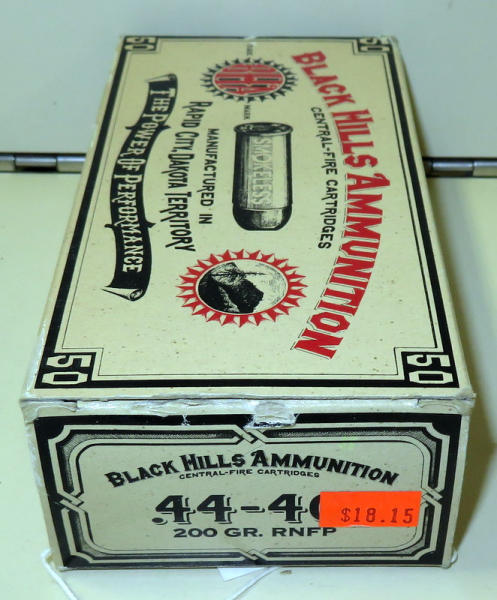 50
50
BLACK HILLS AMMUNITION
CENTRAL-FIRE CARTRIDGES
MARK
SMOKELESS
MANUFACTURED IN
RAPID CITY, DAKOTA TERRITORY
THE POWER OF PERFORMANCE
50
50
BLACK HILLS AMMUNITION
CENTRAL-FIRE CARTRIDGES
.44-40
$18.15
200 GR. RNFP